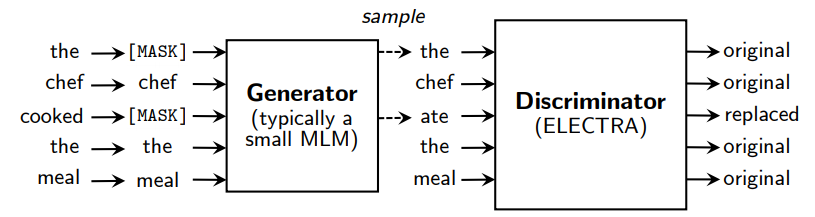 sample
the [MASK] the original
chef chef chef original
cooked [MASK] ate replaced
the the the original
meal meal meal original
Generator
(typically a
small MLM)
Discriminator
(ELECTRA)